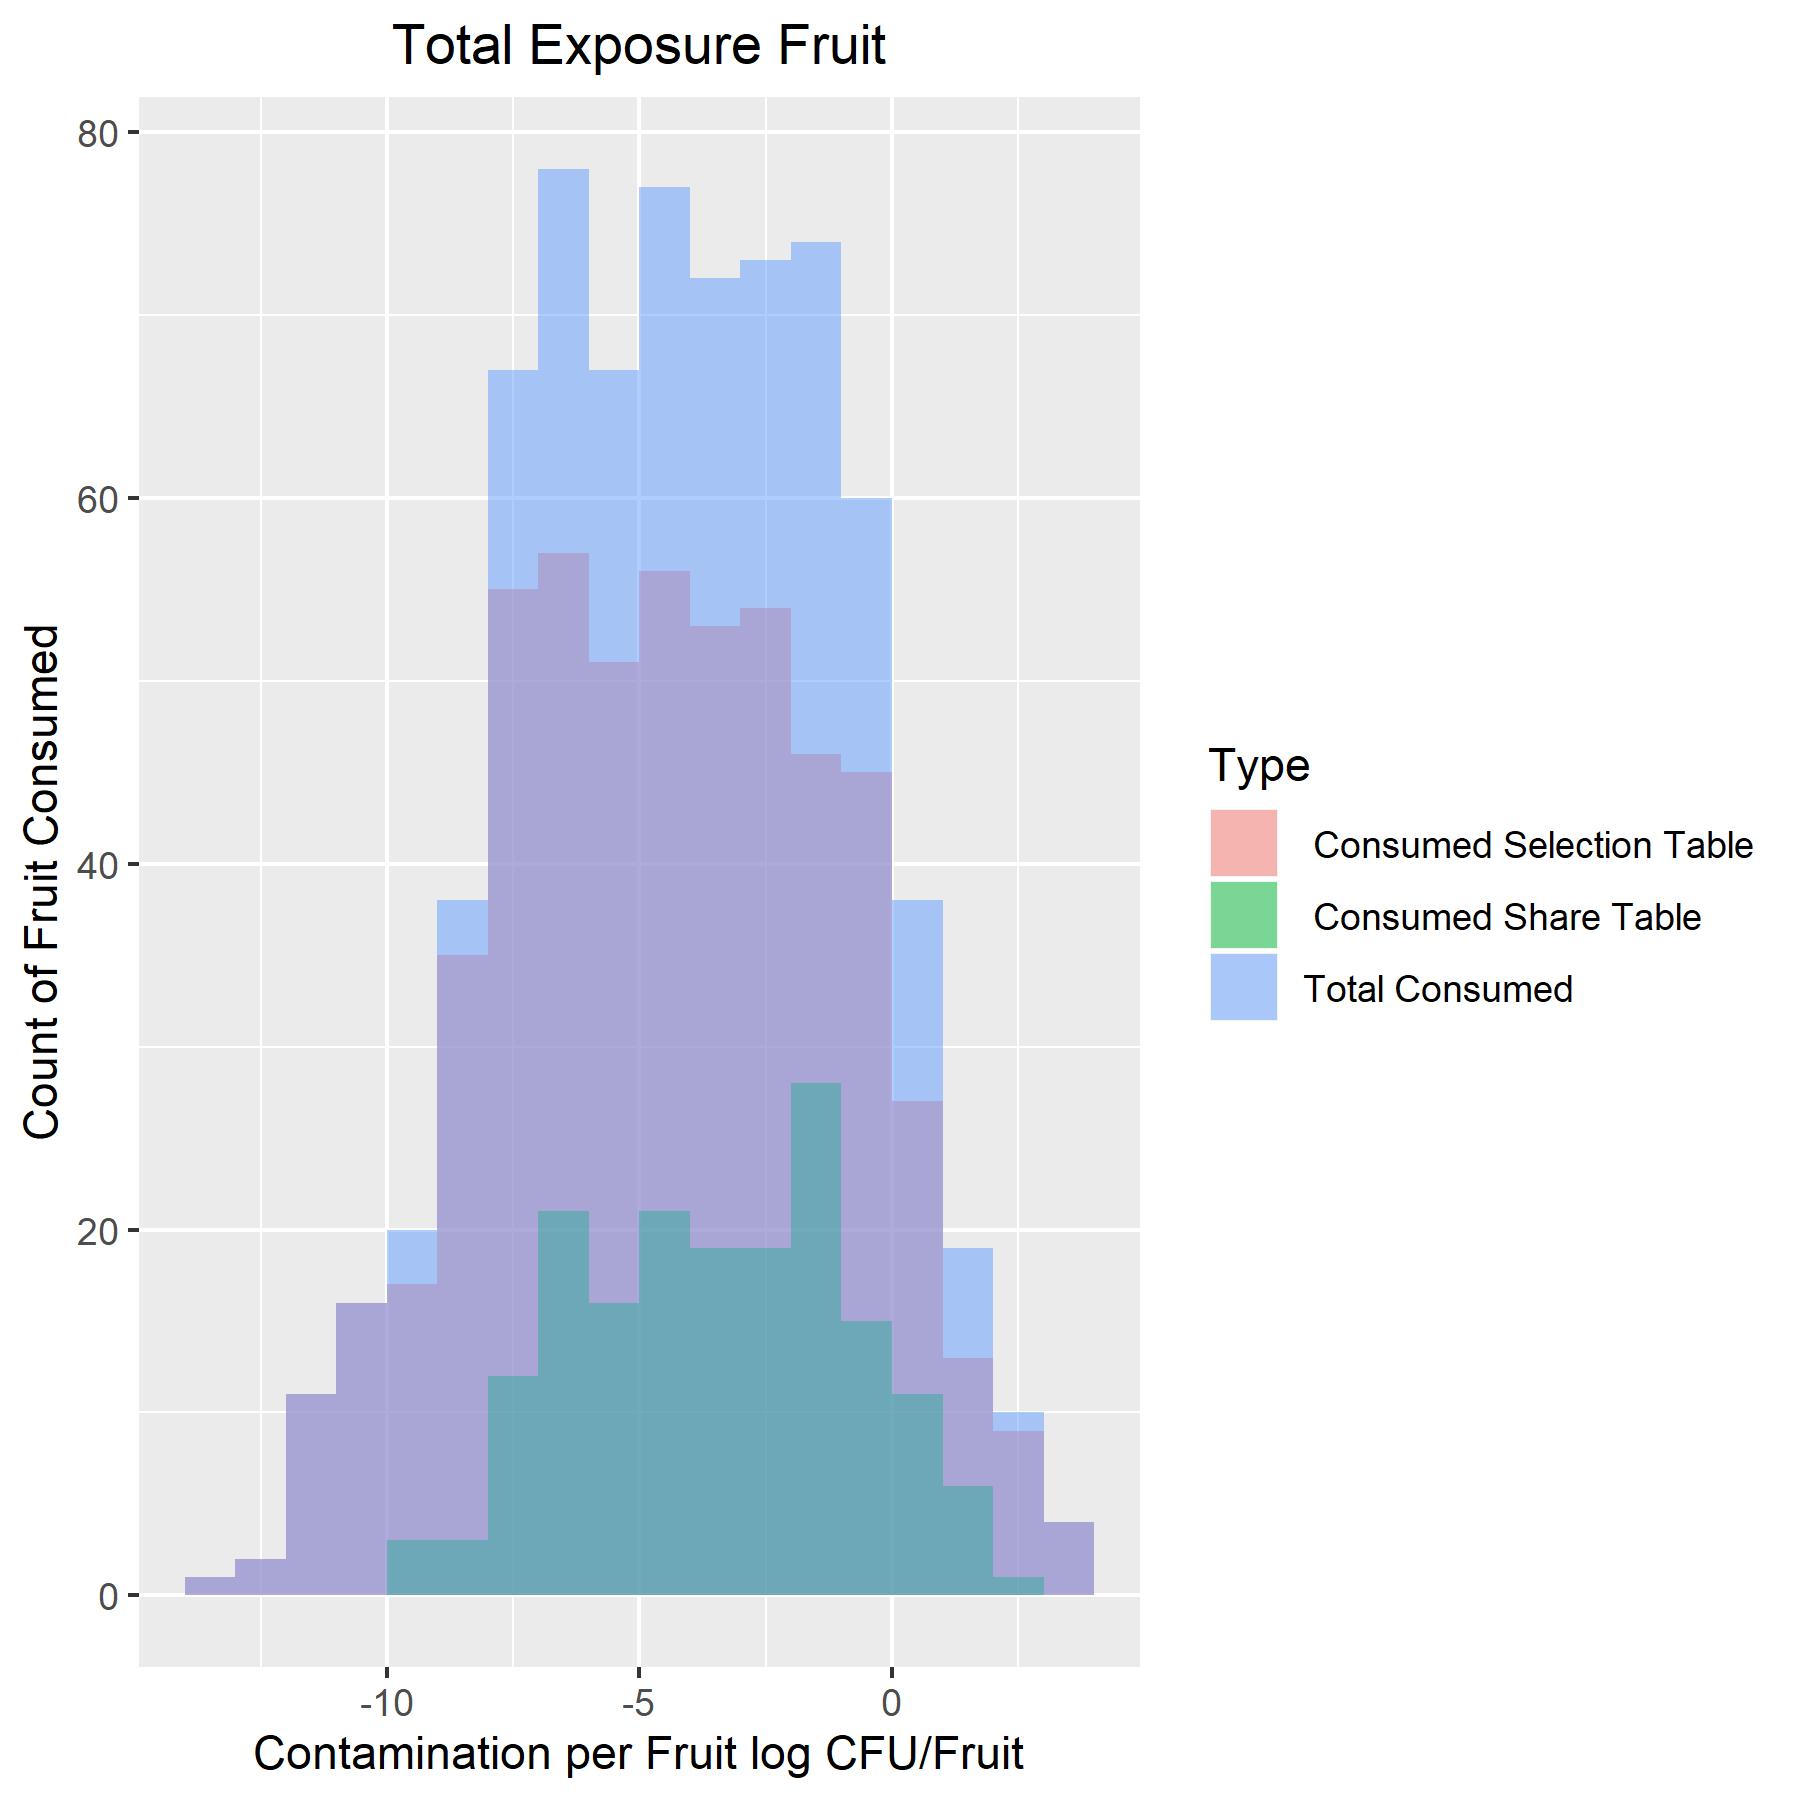 Total Exposure Fruit
80
60
40
20
0
Count of Fruit Consumed
-10
-5
0
Contamination per Fruit log CFU/Fruit
Type
Consumed Selection Table
Consumed Share Table
Total Consumed